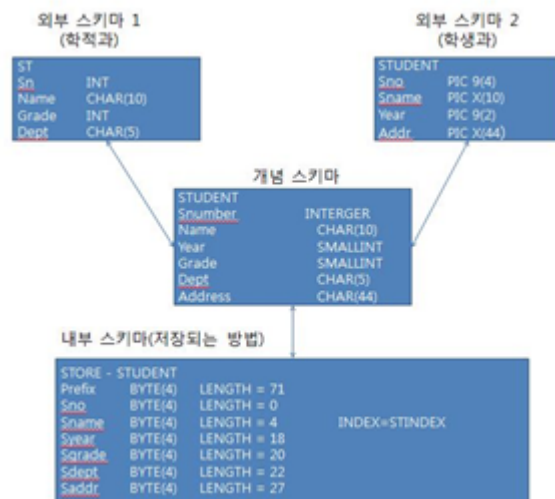 외부 스키마 1
(학적과)
ST
Sn INT
Name CHAR(10)
Grade INT
Dept CHAR(5)
외부 스키마 2
(학생과)
STUDENT
Sno PIC 9(4)
Sname PIC X(10)
Year PIC 9(2)
Addr PIC X(44)
개념 스키마
STUDENT
Snumber INTERGER
Name CHAR(10)
Year SMALLINT
Grade SMALLINT
Dept CHAR(5)
Address CHAR(44)
내부 스키마(저장되는 방법)
STORE - STUDENT
Prefix BYTE(4) LENGTH = 71
Sno BYTE(4) LENGTH = 0
Sname BYTE(4) LENGTH = 4 INDEX=STINDEX
Syear BYTE(4) LENGTH = 18
Sgrade BYTE(4) LENGTH = 20
Sdept BYTE(4) LENGTH = 22
Saddr BYTE(4) LENGTH = 27